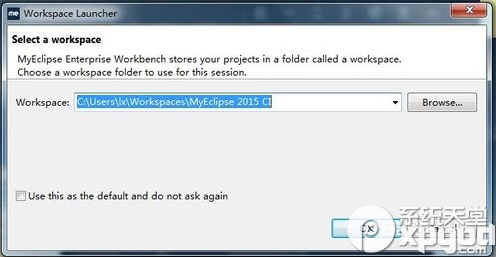 me Workspace Launcher
Select a workspace
MyEclipse Enterprise Workbench stores your projects in a folder called a workspace.
Choose a workspace folder to use for this session.
Workspace: C:\Users\lx\Workspaces\MyEclipse 2015 CI Browse...
Use this as the default and do not ask again
OK
系统天堂